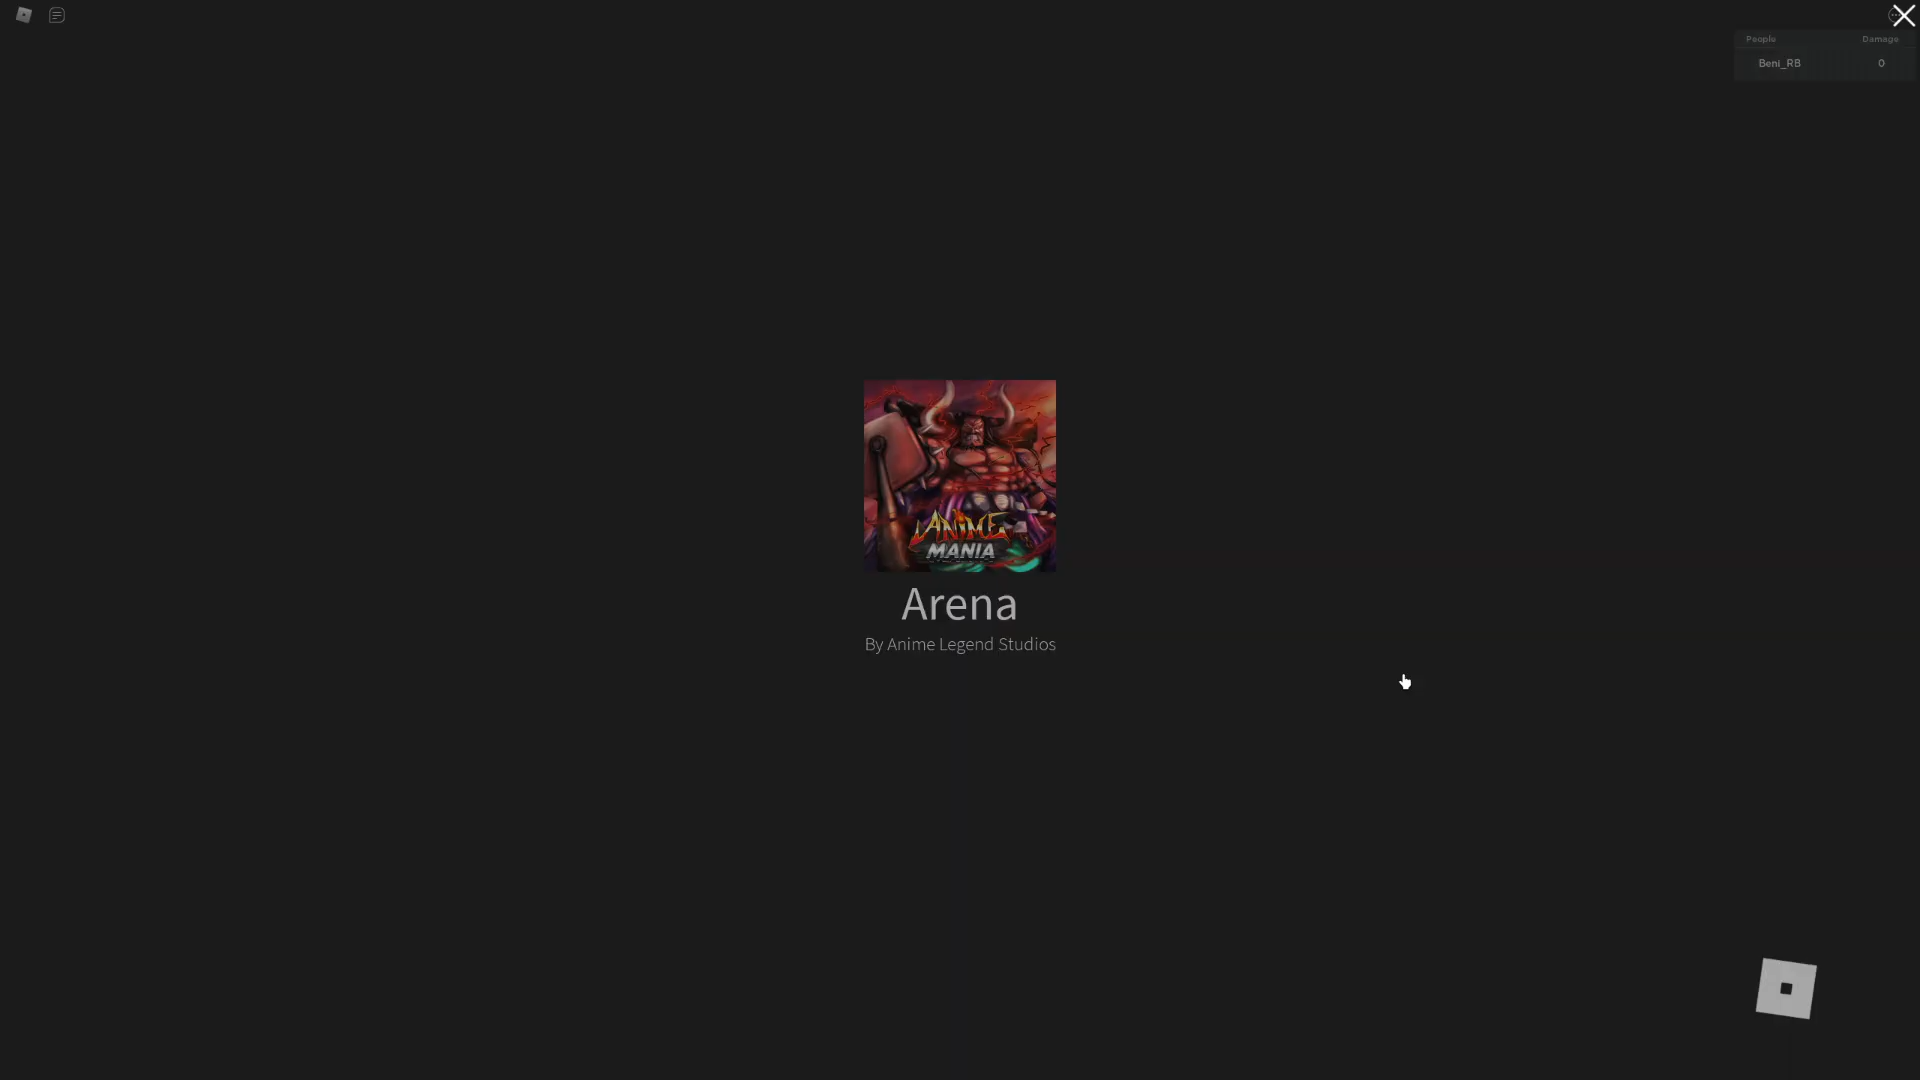 People Damage
Beni_RB 0
ANIME
MANIA
Arena
By Anime Legend Studios